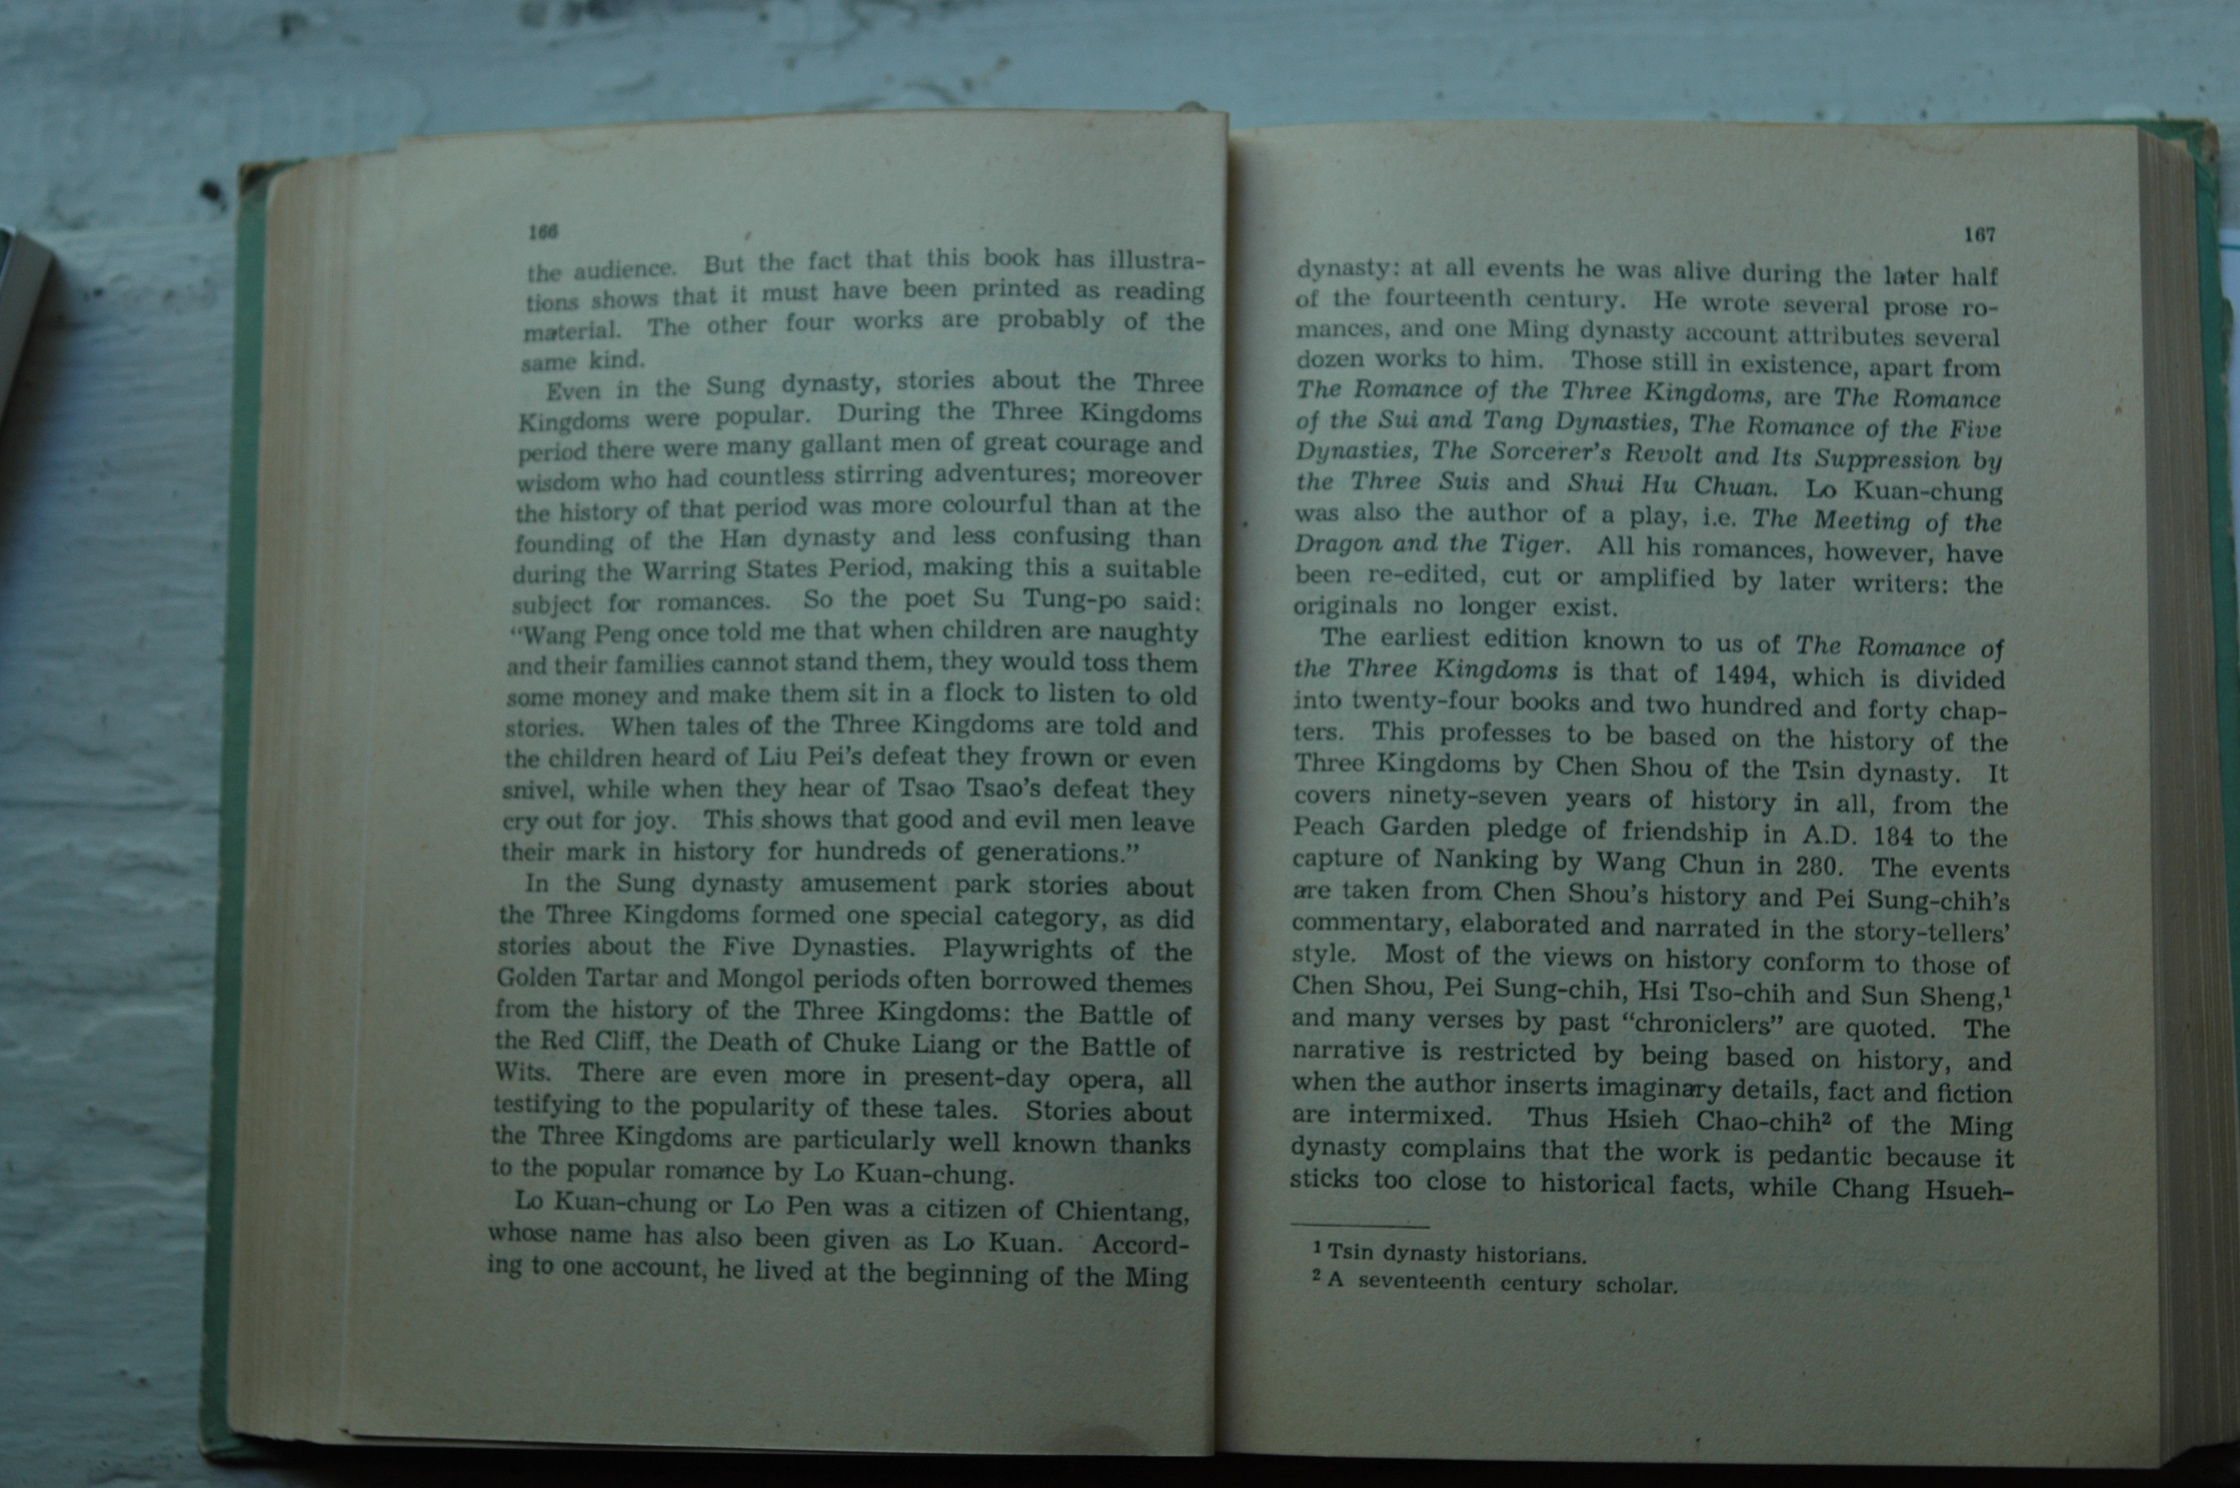 166
the audience. But the fact that this book has illustra-
tions shows that it must have been printed as reading
material. The other four works are probably of the
same kind.
Even in the Sung dynasty, stories about the Three
Kingdoms were popular. During the Three Kingdoms
period there were many gallant men of great courage and
wisdom who had countless stirring adventures; moreover
the history of that period was more colourful than at the
founding of the Han dynasty and less confusing than
during the Warring States Period, making this a suitable
subject for romances. So the poet Su Tung-po said:
“Wang Peng once told me that when children are naughty
and their families cannot stand them, they would toss them
some money and make them sit in a flock to listen to old
stories. When tales of the Three Kingdoms are told and
the children heard of Liu Pei's defeat they frown or even
snivel, while when they hear of Tsao Tsao's defeat they
cry out for joy. This shows that good and evil men leave
their mark in history for hundreds of generations.”
In the Sung dynasty amusement park stories about
the Three Kingdoms formed one special category, as did
stories about the Five Dynasties. Playwrights of the
Golden Tartar and Mongol periods often borrowed themes
from the history of the Three Kingdoms: the Battle of
the Red Cliff, the Death of Chuke Liang or the Battle of
Wits. There are even more in present-day opera, all
testifying to the popularity of these tales. Stories about
the Three Kingdoms are particularly well known thanks
to the popular romance by Lo Kuan-chung.
Lo Kuan-chung or Lo Pen was a citizen of Chientang,
whose name has also been given as Lo Kuan. Accord-
ing to one account, he lived at the beginning of the Ming
167
dynasty: at all events he was alive during the later half
of the fourteenth century. He wrote several prose ro-
mances, and one Ming dynasty account attributes several
dozen works to him. Those still in existence, apart from
The Romance of the Three Kingdoms, are The Romance
of the Sui and Tang Dynasties, The Romance of the Five
Dynasties, The Sorcerer's Revolt and Its Suppression by
the Three Suis and Shui Hu Chuan. Lo Kuan-chung
was also the author of a play, i.e. The Meeting of the
Dragon and the Tiger. All his romances, however, have
been re-edited, cut or amplified by later writers: the
originals no longer exist.
The earliest edition known to us of The Romance of
the Three Kingdoms is that of 1494, which is divided
into twenty-four books and two hundred and forty chap-
ters. This professes to be based on the history of the
Three Kingdoms by Chen Shou of the Tsin dynasty. It
covers ninety-seven years of history in all, from the
Peach Garden pledge of friendship in A.D. 184 to the
capture of Nanking by Wang Chun in 280. The events
are taken from Chen Shou's history and Pei Sung-chih's
commentary, elaborated and narrated in the story-tellers'
style. Most of the views on history conform to those of
Chen Shou, Pei Sung-chih, Hsi Tso-chih and Sun Sheng,¹
and many verses by past “chroniclers” are quoted. The
narrative is restricted by being based on history, and
when the author inserts imaginary details, fact and fiction
are intermixed. Thus Hsieh Chao-chih² of the Ming
dynasty complains that the work is pedantic because it
sticks too close to historical facts, while Chang Hsueh-
¹ Tsin dynasty historians.
² A seventeenth century scholar.